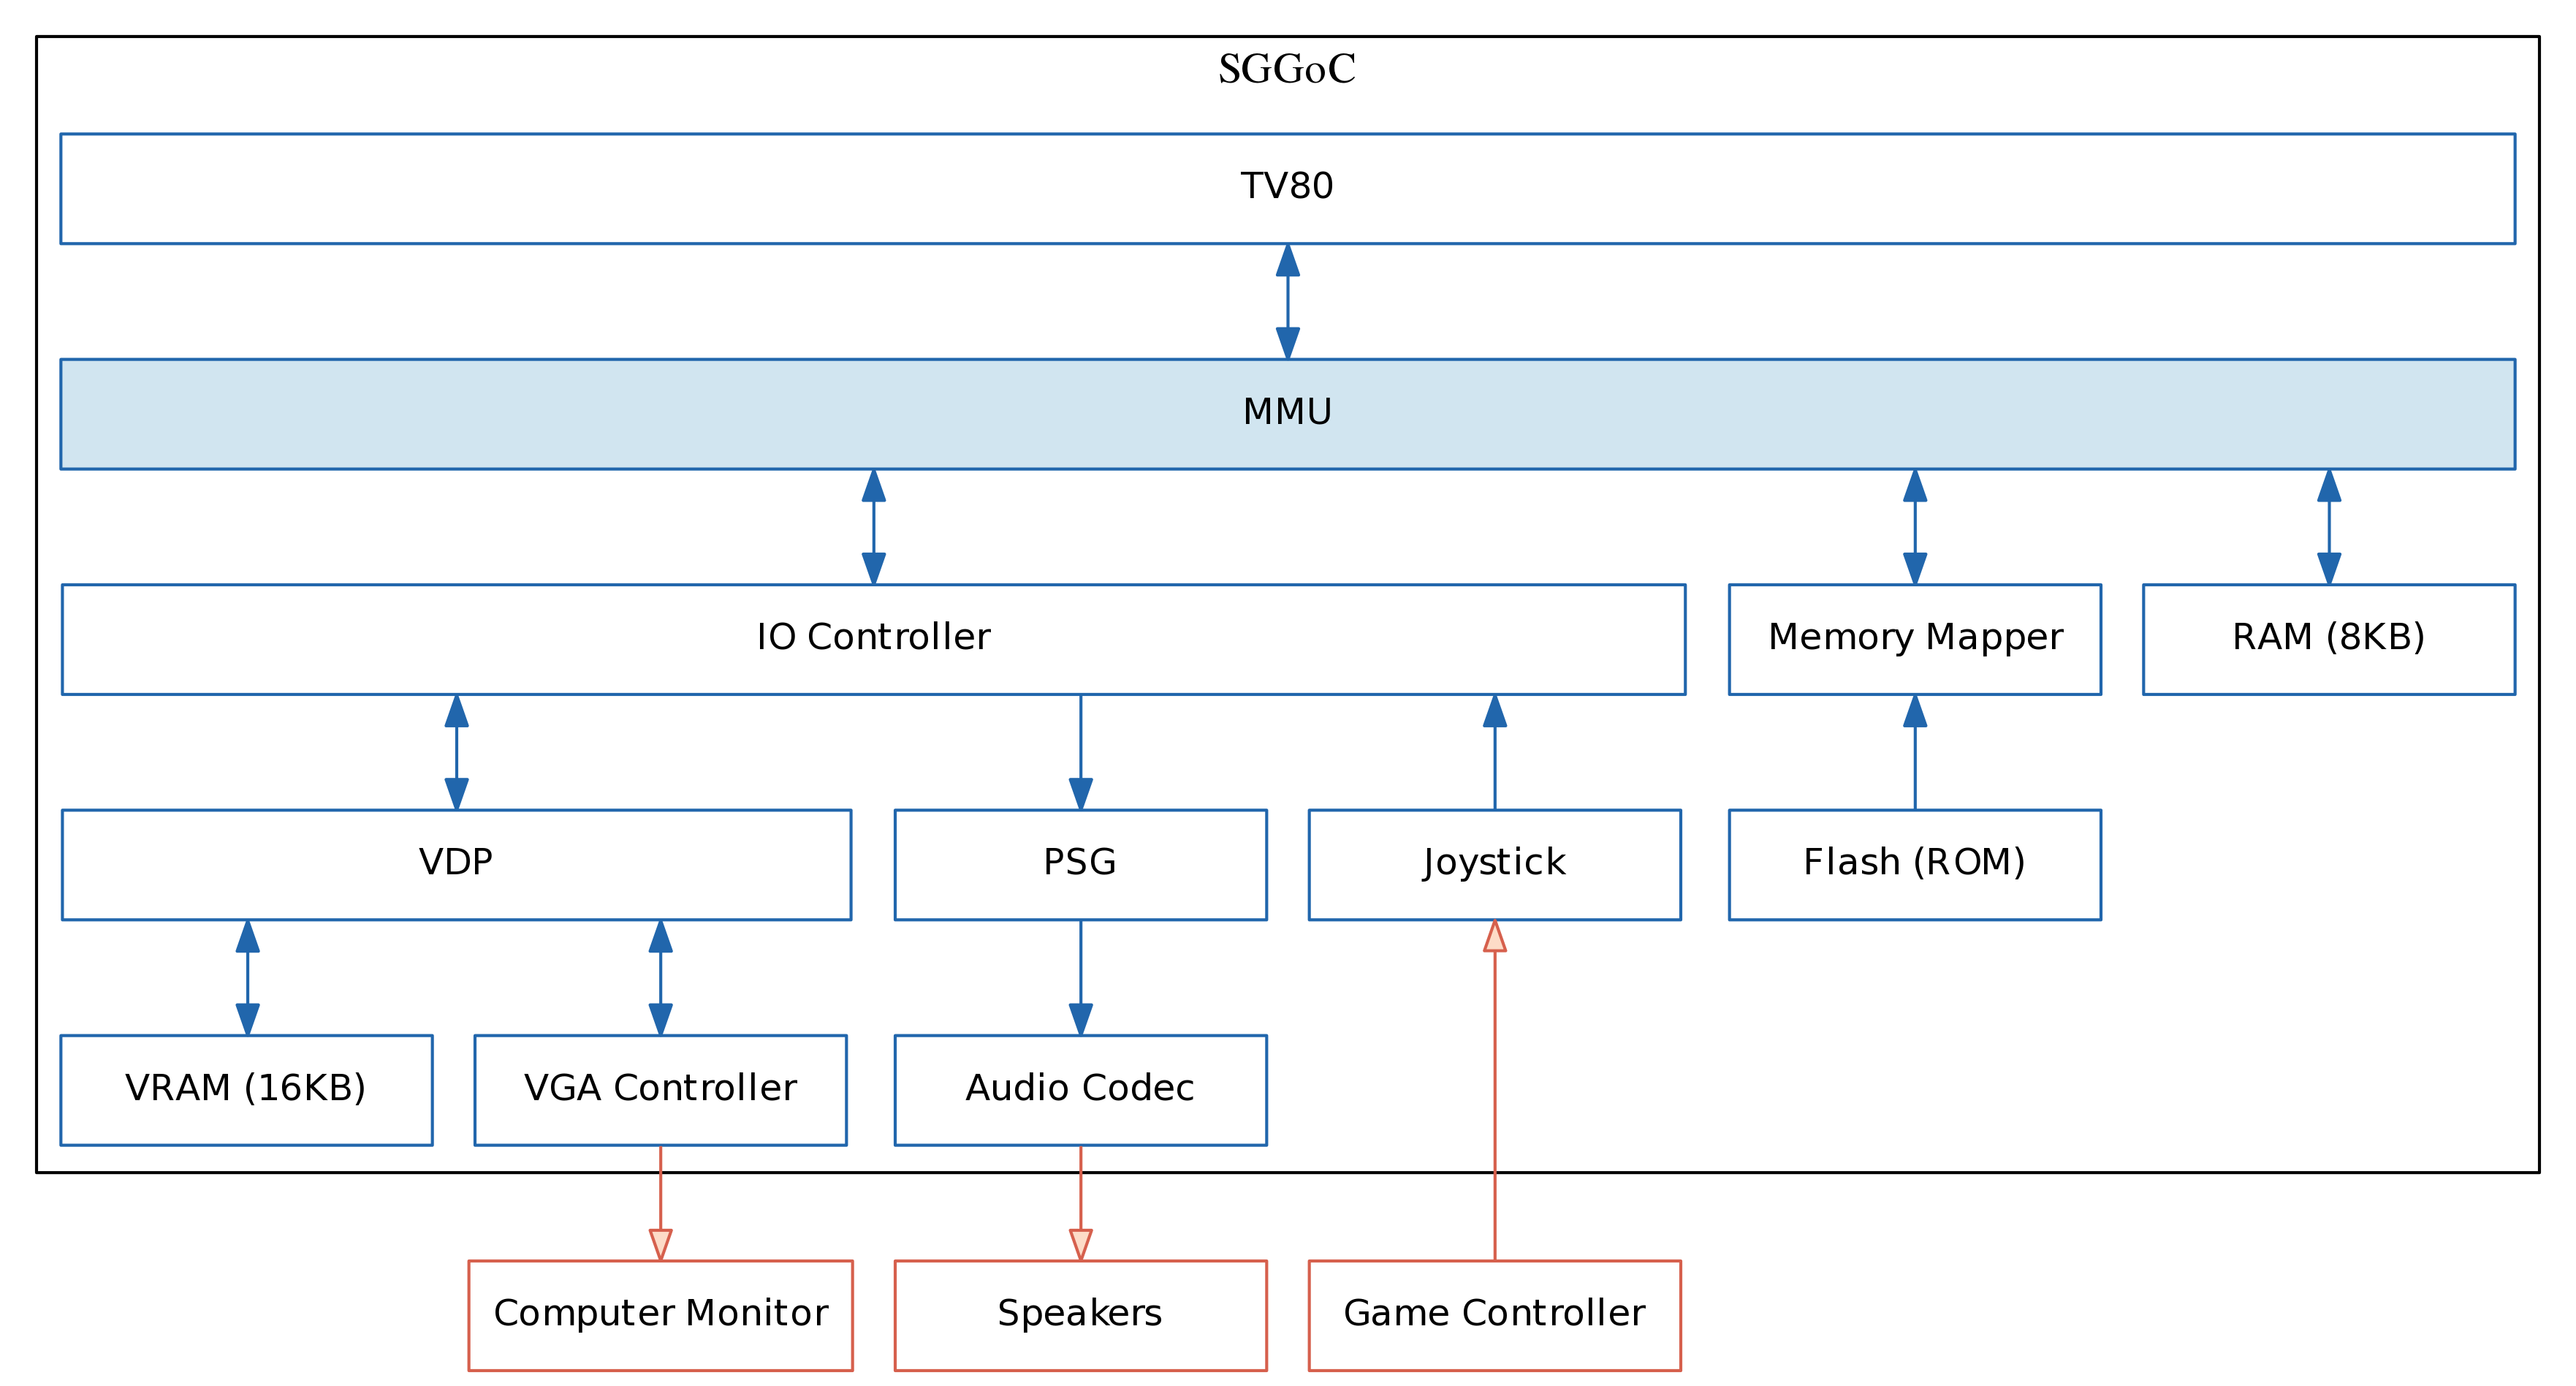 SGGoC
TV80
MMU
IO Controller
Memory Mapper
RAM (8KB)
VDP
PSG
Joystick
Flash (ROM)
VRAM (16KB)
VGA Controller
Audio Codec
Computer Monitor
Speakers
Game Controller